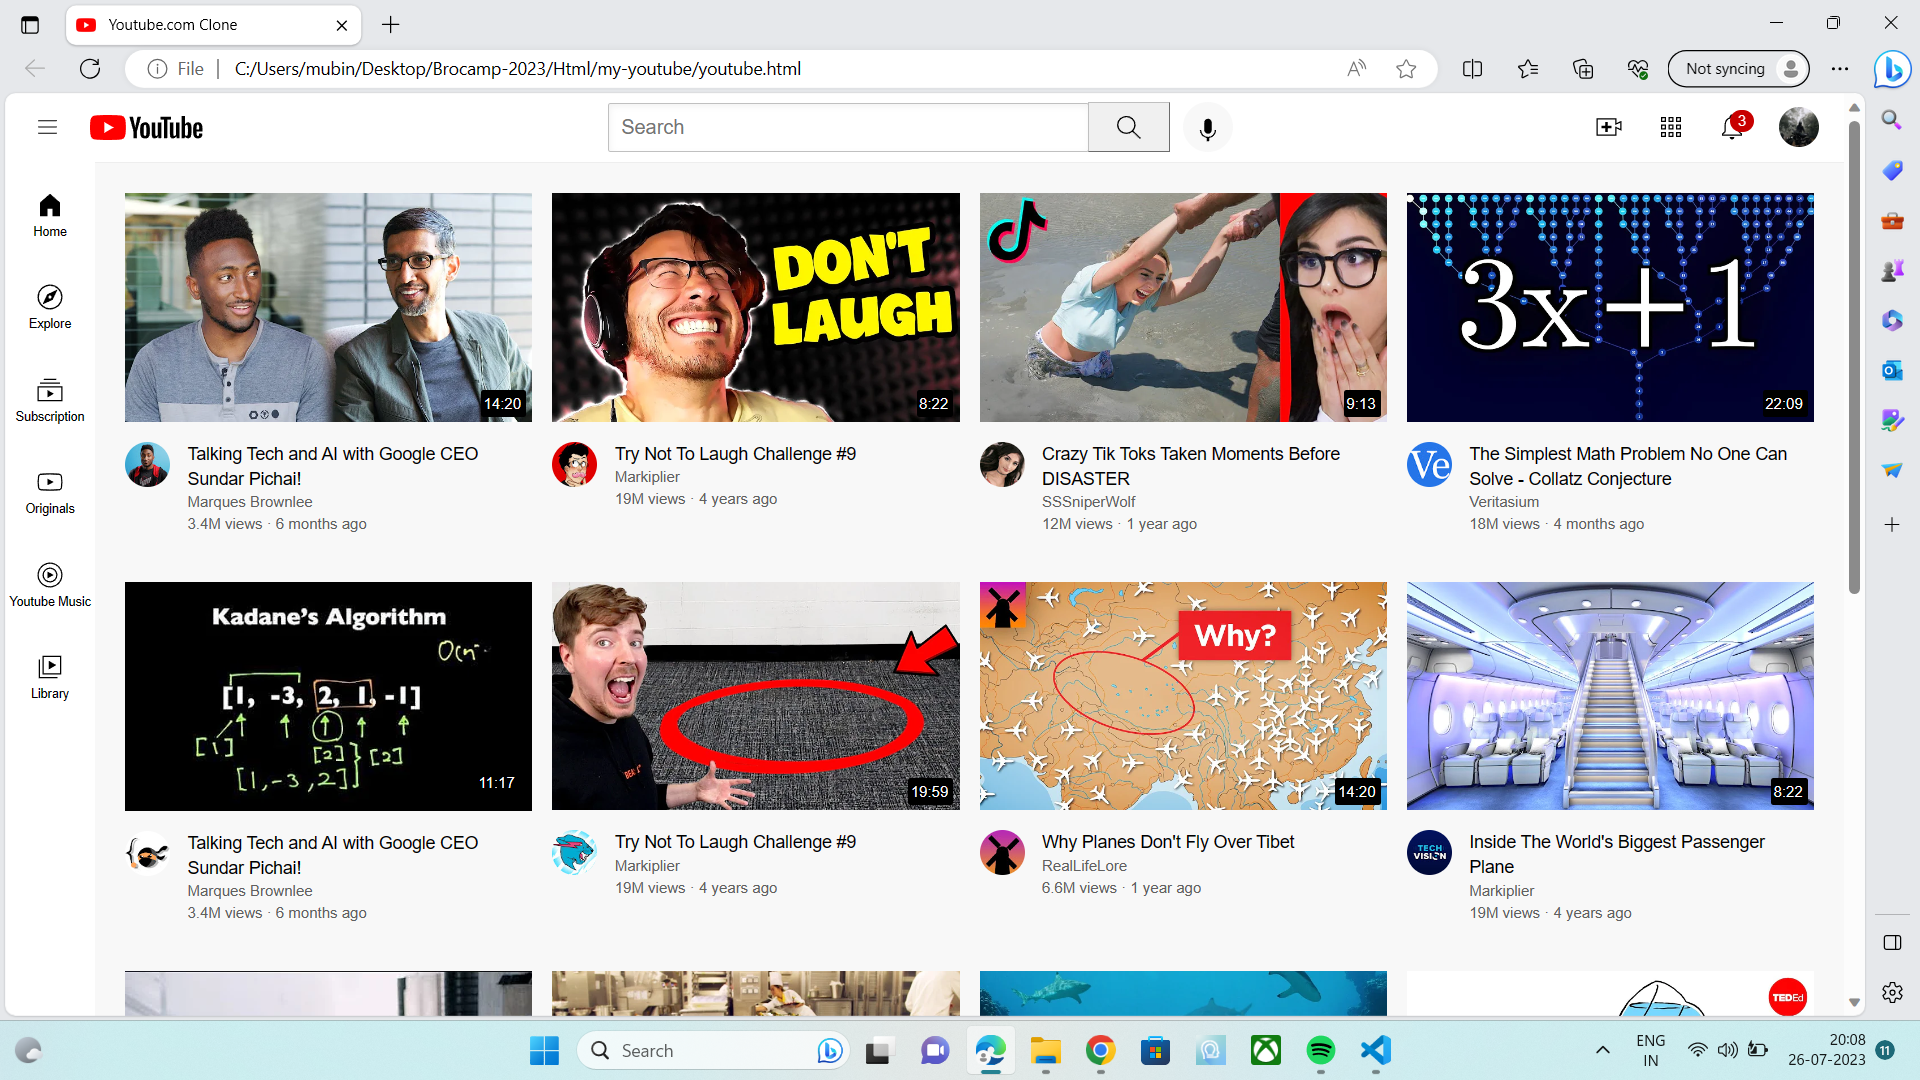 Youtube.com Clone
File
C:/Users/mubin/Desktop/Brocamp-2023/Html/my-youtube/youtube.html
Not syncing
YouTube
Search
3
Home
Explore
Subscription
Originals
Youtube Music
Library
14:20
Talking Tech and AI with Google CEO
Sundar Pichai!
Marques Brownlee
3.4M views · 6 months ago
DON'T
LAUGH
8:22
Try Not To Laugh Challenge #9
Markiplier
19M views · 4 years ago
9:13
Crazy Tik Toks Taken Moments Before
DISASTER
SSSniperWolf
12M views · 1 year ago
3x+1
22:09
Ve
The Simplest Math Problem No One Can
Solve - Collatz Conjecture
Veritasium
18M views · 4 months ago
Kadane's Algorithm
[1, -3, 2, 1, -1]
[1]
[2]
[2]
[1,-3,2]
11:17
Talking Tech and AI with Google CEO
Sundar Pichai!
Marques Brownlee
3.4M views · 6 months ago
19:59
Try Not To Laugh Challenge #9
Markiplier
19M views · 4 years ago
Why?
14:20
Why Planes Don't Fly Over Tibet
RealLifeLore
6.6M views · 1 year ago
8:22
TECH
VISION
Inside The World's Biggest Passenger
Plane
Markiplier
19M views · 4 years ago
TEDEd
Search
ENG
IN
20:08
26-07-2023
11